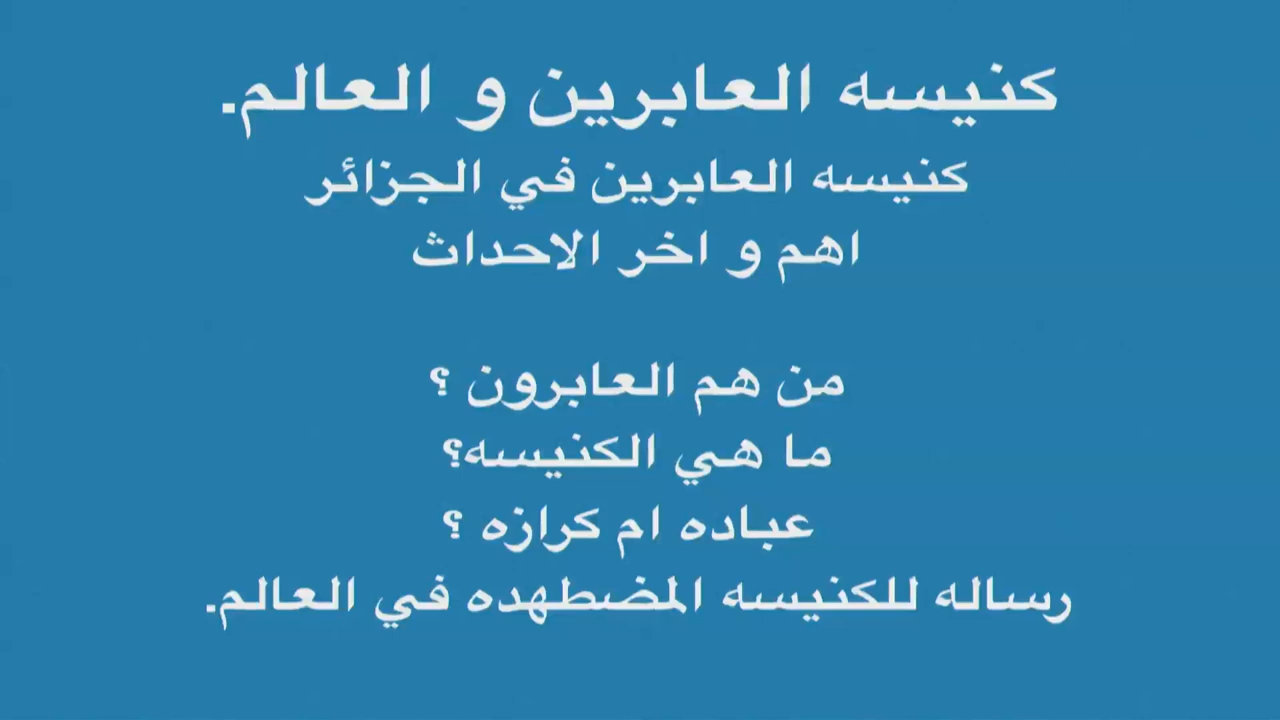 كنيسه العابرين و العالم.
كنيسه العابرين في الجزائر
اهم و اخر الاحداث
من هم العابرون ؟
ما هي الكنيسه؟
عباده ام كرازه ؟
رساله للكنيسه المضطهده في العالم.